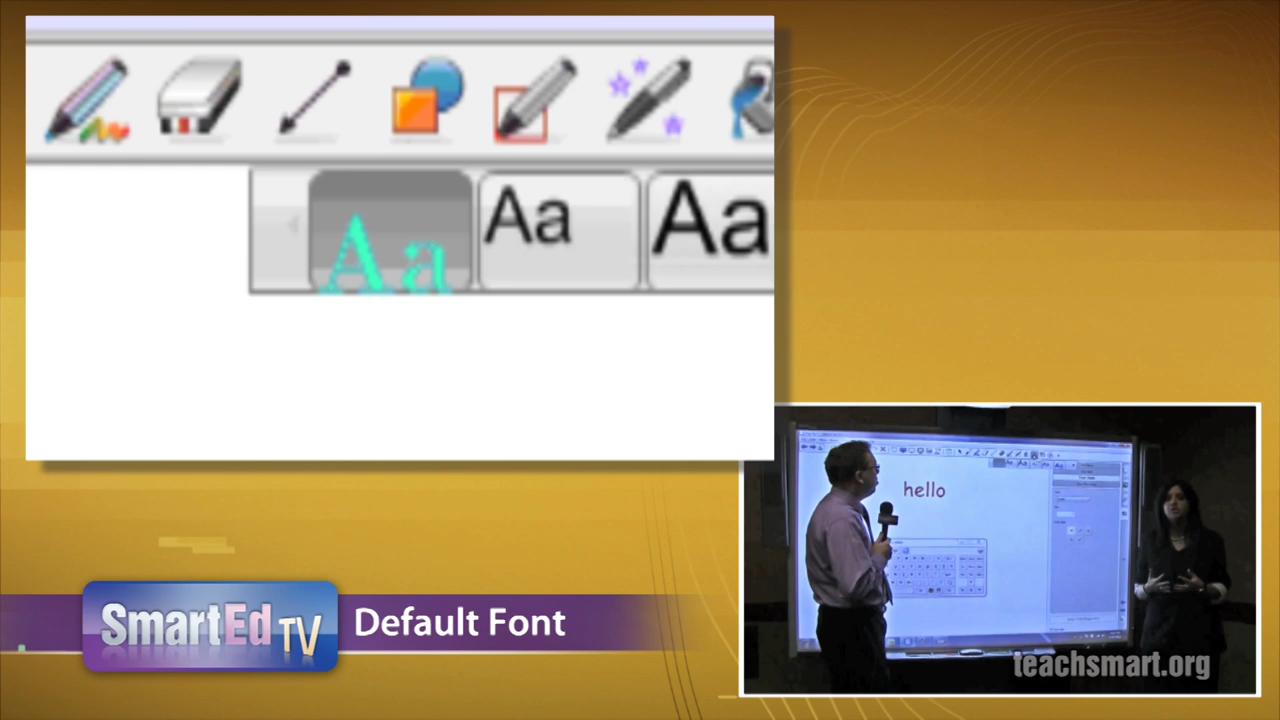 Aa Aa Aa
hello
SmartEd TV
Default Font
teachsmart.org